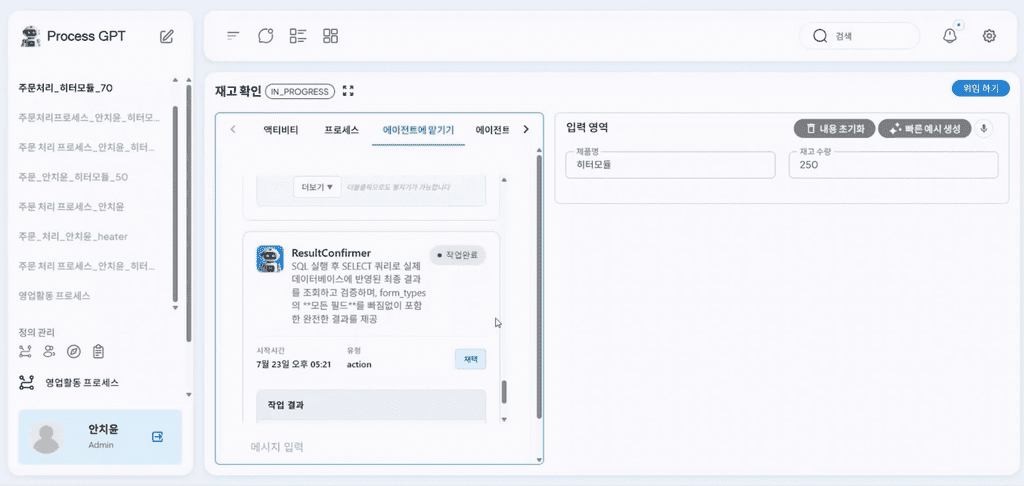 Process GPT
검색
주문처리_히터모듈_70
주문처리프로세스_안치윤_히터모...
주문 처리프로세스_안치윤_히터...
주문_안치윤_히터모듈_50
주문 처리 프로세스_안치윤
주문_처리_안치윤_heater
주문 처리 프로세스_안치윤_히터...
영업활동 프로세스
정의 관리
영업활동 프로세스
안치윤
Admin
재고 확인 IN_PROGRESS
위임 하기
액티비티 프로세스 에이전트에 맡기기 에이전트
더보기 ▼ 더블클릭으로도 펼치기가 가능합니다
ResultConfirmer
작업완료
SQL 실행 후 SELECT 쿼리로 실제
데이터베이스에 반영된 최종 결과
를 조회하고 검증하며, form_types
의 **모든 필드**를 빠짐없이 포함
한 완전한 결과를 제공
시작시간 유형
7월 23일 오후 05:21 action
채택
작업 결과
메시지 입력
입력 영역
내용 초기화 빠른 예시 생성
제품명 재고 수량
히터모듈 250